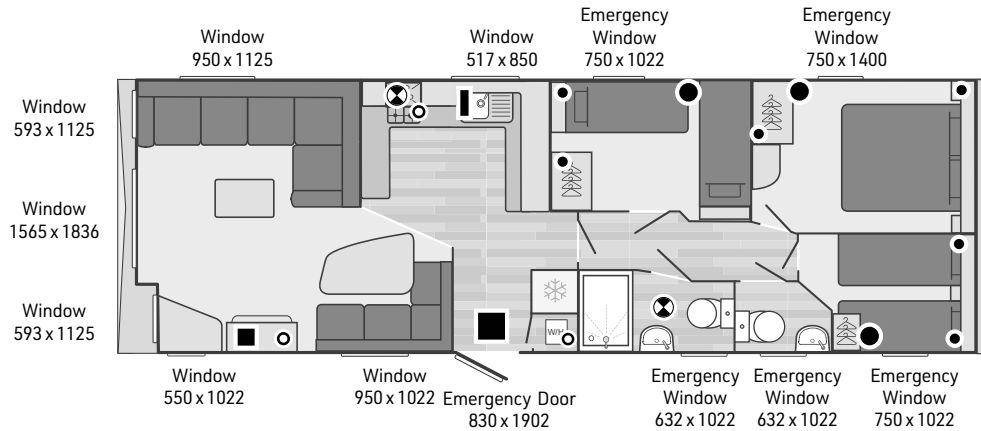 Emergency
Window
750 x 1022
Emergency
Window
750 x 1400
Window
950 x 1125
Window
517 x 850
Window
593 x 1125
Window
1565 x 1836
Window
593 x 1125
W/H
Window
550 x 1022
Window
950 x 1022
Emergency Door
830 x 1902
Emergency
Window
632 x 1022
Emergency
Window
632 x 1022
Emergency
Window
750 x 1022